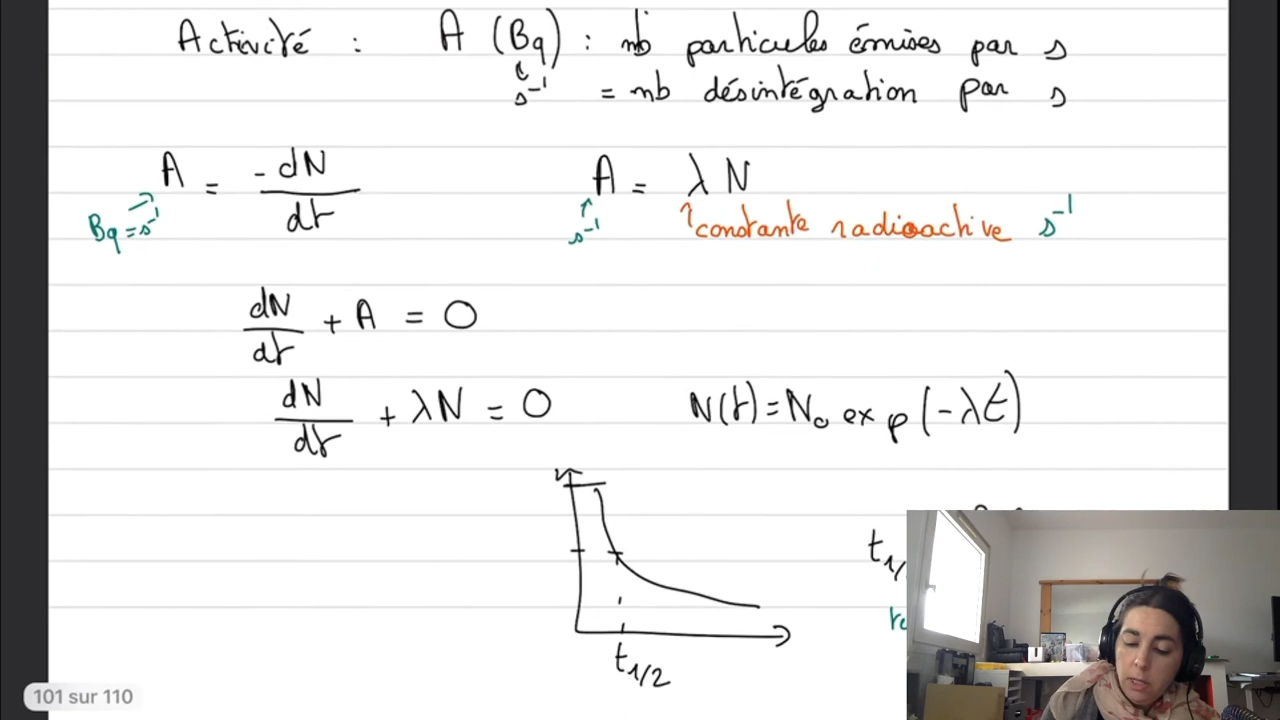 Activité : A (Bq) : nb particules émises par s
s⁻¹ = nb désintégration par s
A = -dN/dt
A = λ N
Bq = s⁻¹
s⁻¹
constante radioactive s⁻¹
dN/dt + A = 0
dN/dt + λN = 0
N(t) = N₀ exp(-λt)
t1/2
101 sur 110